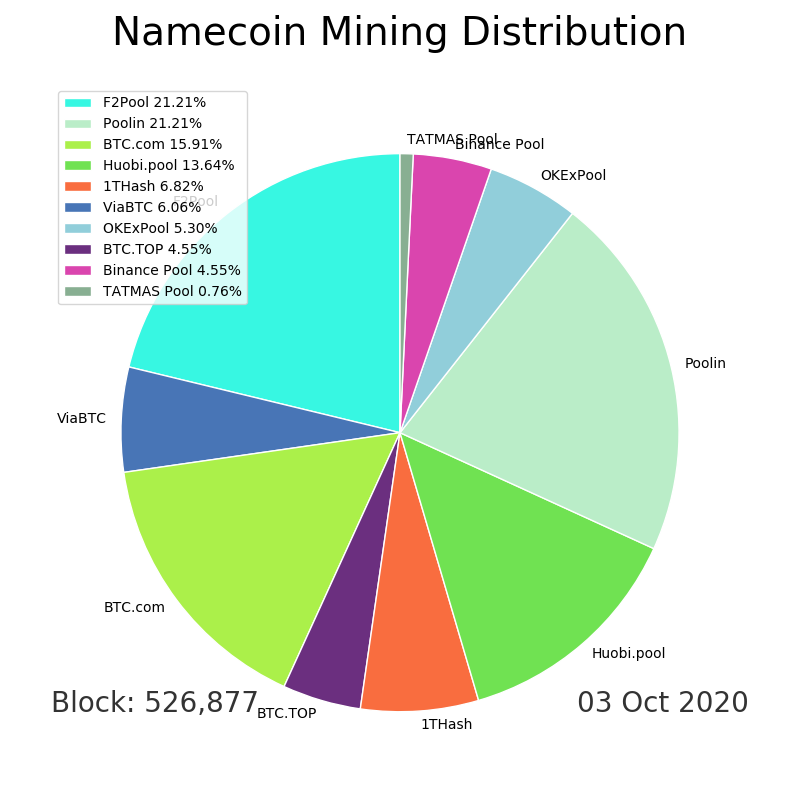 Namecoin Mining Distribution
F2Pool 21.21%
Poolin 21.21%
BTC.com 15.91%
Huobi.pool 13.64%
1THash 6.82%
ViaBTC 6.06%
OKExPool 5.30%
BTC.TOP 4.55%
Binance Pool 4.55%
TATMAS Pool 0.76%
TATMAS Pool
Binance Pool
OKExPool
F2Pool
Poolin
ViaBTC
BTC.com
Huobi.pool
BTC.TOP
1THash
Block: 526,877
03 Oct 2020